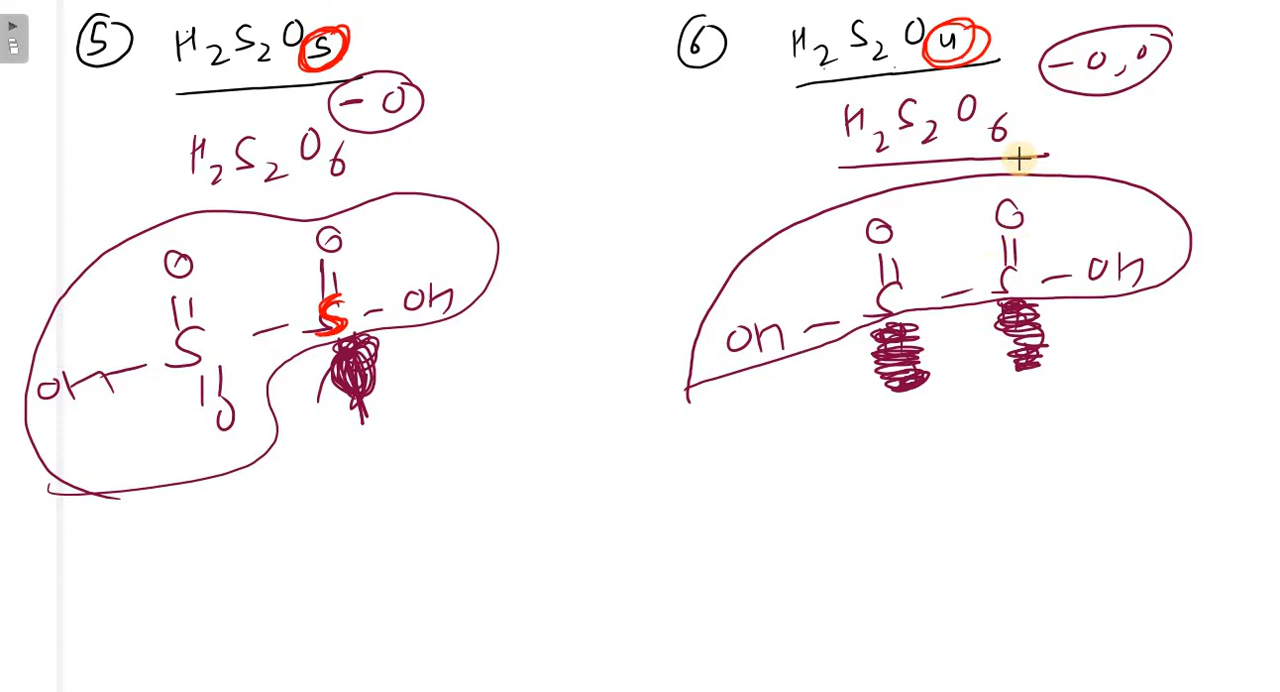 5 H2S2O5
- O
H2S2O6
O O
OH - S - S - OH
O
6 H2S2O4
- O, O
H2S2O6
O O
OH - S - S - OH